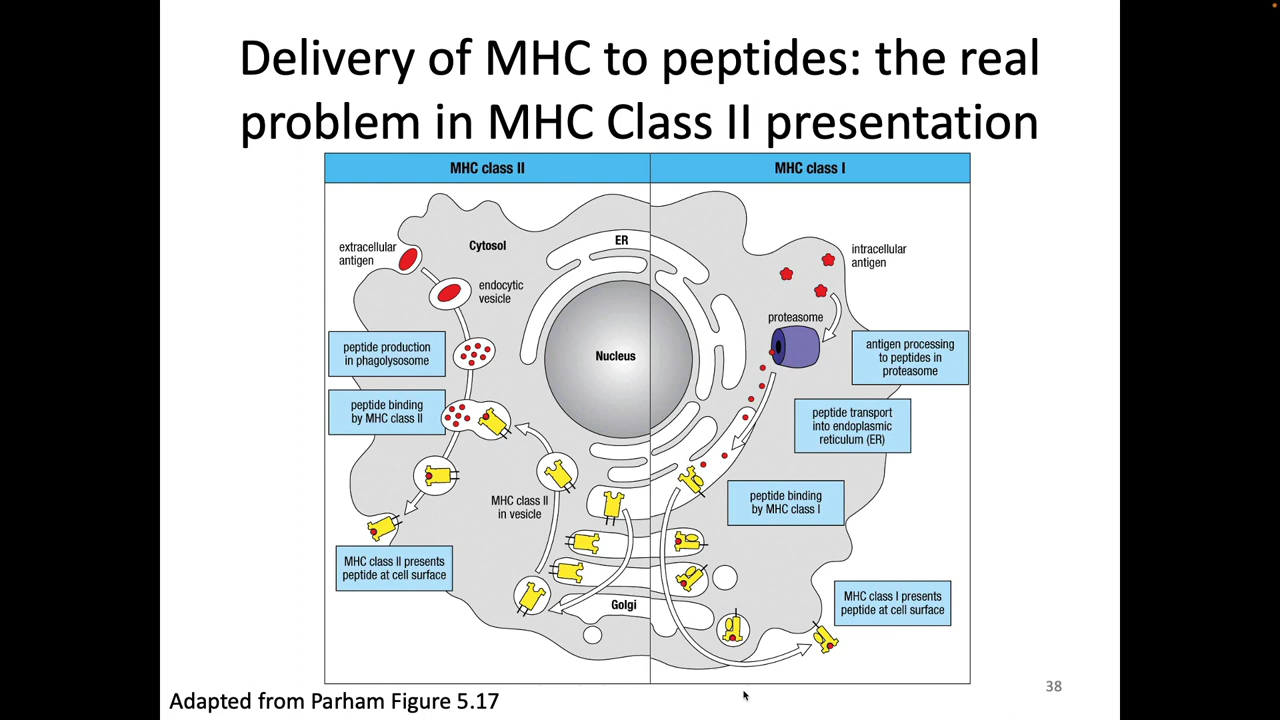 Delivery of MHC to peptides: the real
problem in MHC Class II presentation
MHC class II
MHC class I
extracellular
antigen
Cytosol
endocytic
vesicle
ER
Nucleus
peptide production
in phagolysosome
peptide binding
by MHC class II
MHC class II
in vesicle
MHC class II presents
peptide at cell surface
Golgi
intracellular
antigen
proteasome
antigen processing
to peptides in
proteasome
peptide transport
into endoplasmic
reticulum (ER)
peptide binding
by MHC class I
MHC class I presents
peptide at cell surface
Adapted from Parham Figure 5.17
38